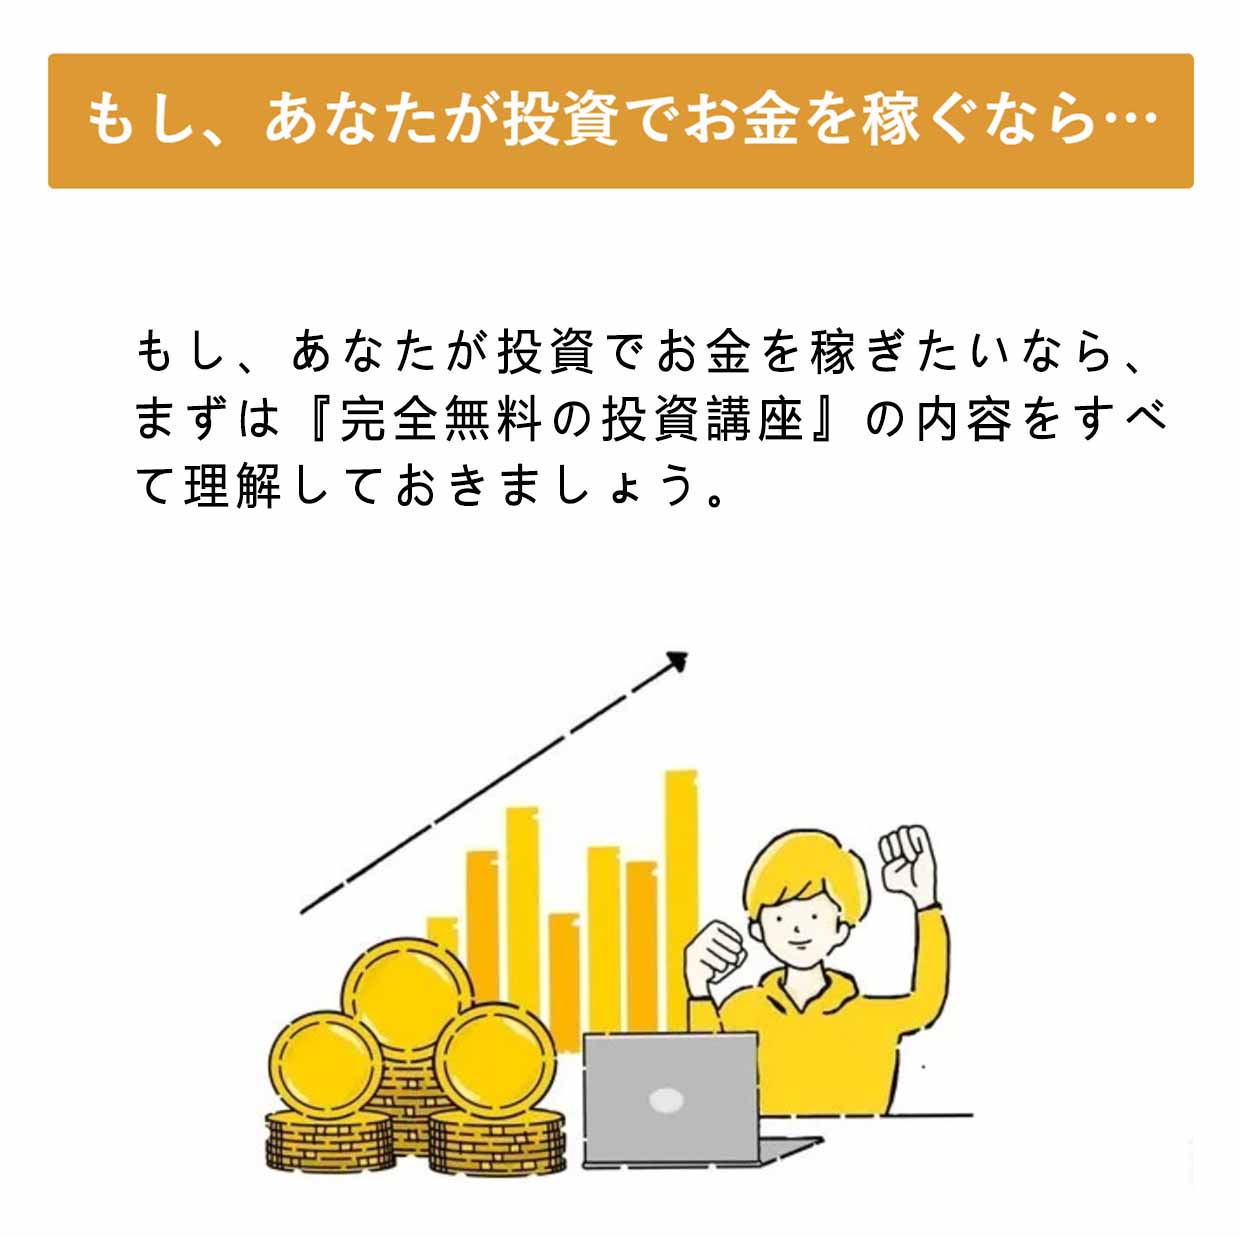 もし、あなたが投資でお金を稼ぐなら…
もし、あなたが投資でお金を稼ぎたいなら、
まずは『完全無料の投資講座』の内容をすべ
て理解しておきましょう。